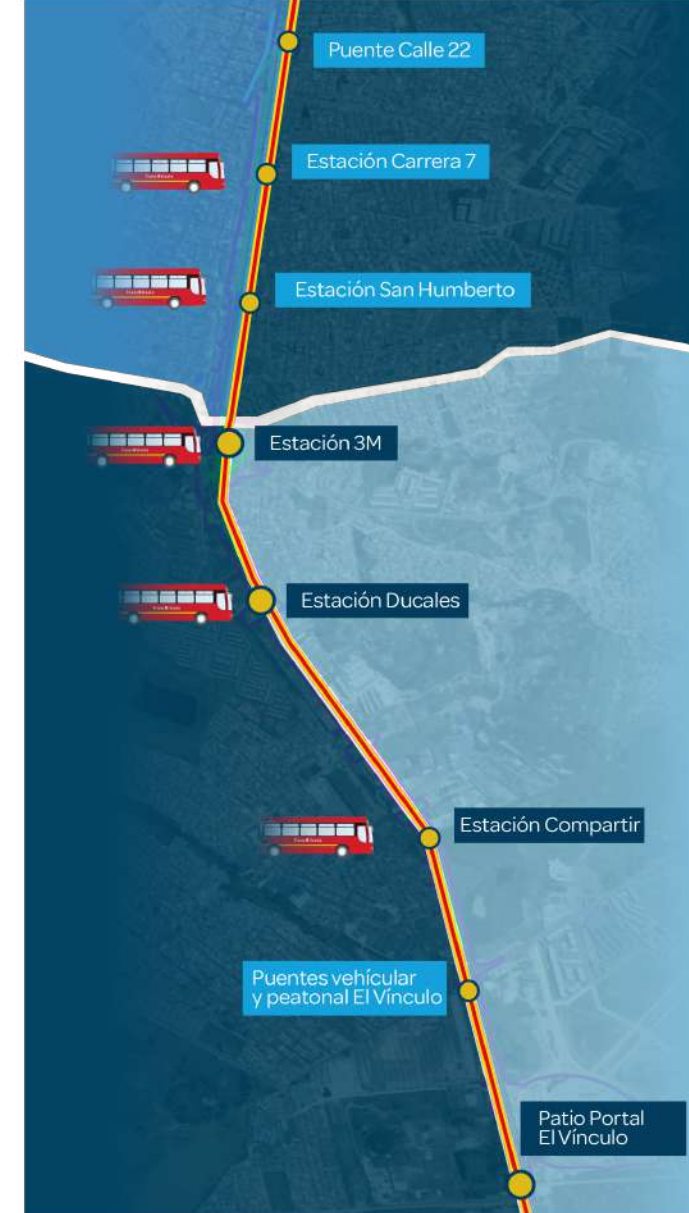 Puente Calle 22
Estación Carrera 7
Estación San Humberto
Estación 3M
Estación Ducales
Estación Compartir
Puentes vehícular
y peatonal El Vínculo
Patio Portal
El Vínculo